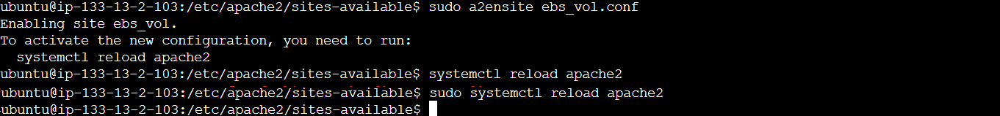 ubuntu@ip-133-13-2-103:/etc/apache2/sites-available$ sudo a2ensite ebs_vol.conf
Enabling site ebs_vol.
To activate the new configuration, you need to run:
  systemctl reload apache2
ubuntu@ip-133-13-2-103:/etc/apache2/sites-available$ systemctl reload apache2
ubuntu@ip-133-13-2-103:/etc/apache2/sites-available$ sudo systemctl reload apache2
ubuntu@ip-133-13-2-103:/etc/apache2/sites-available$